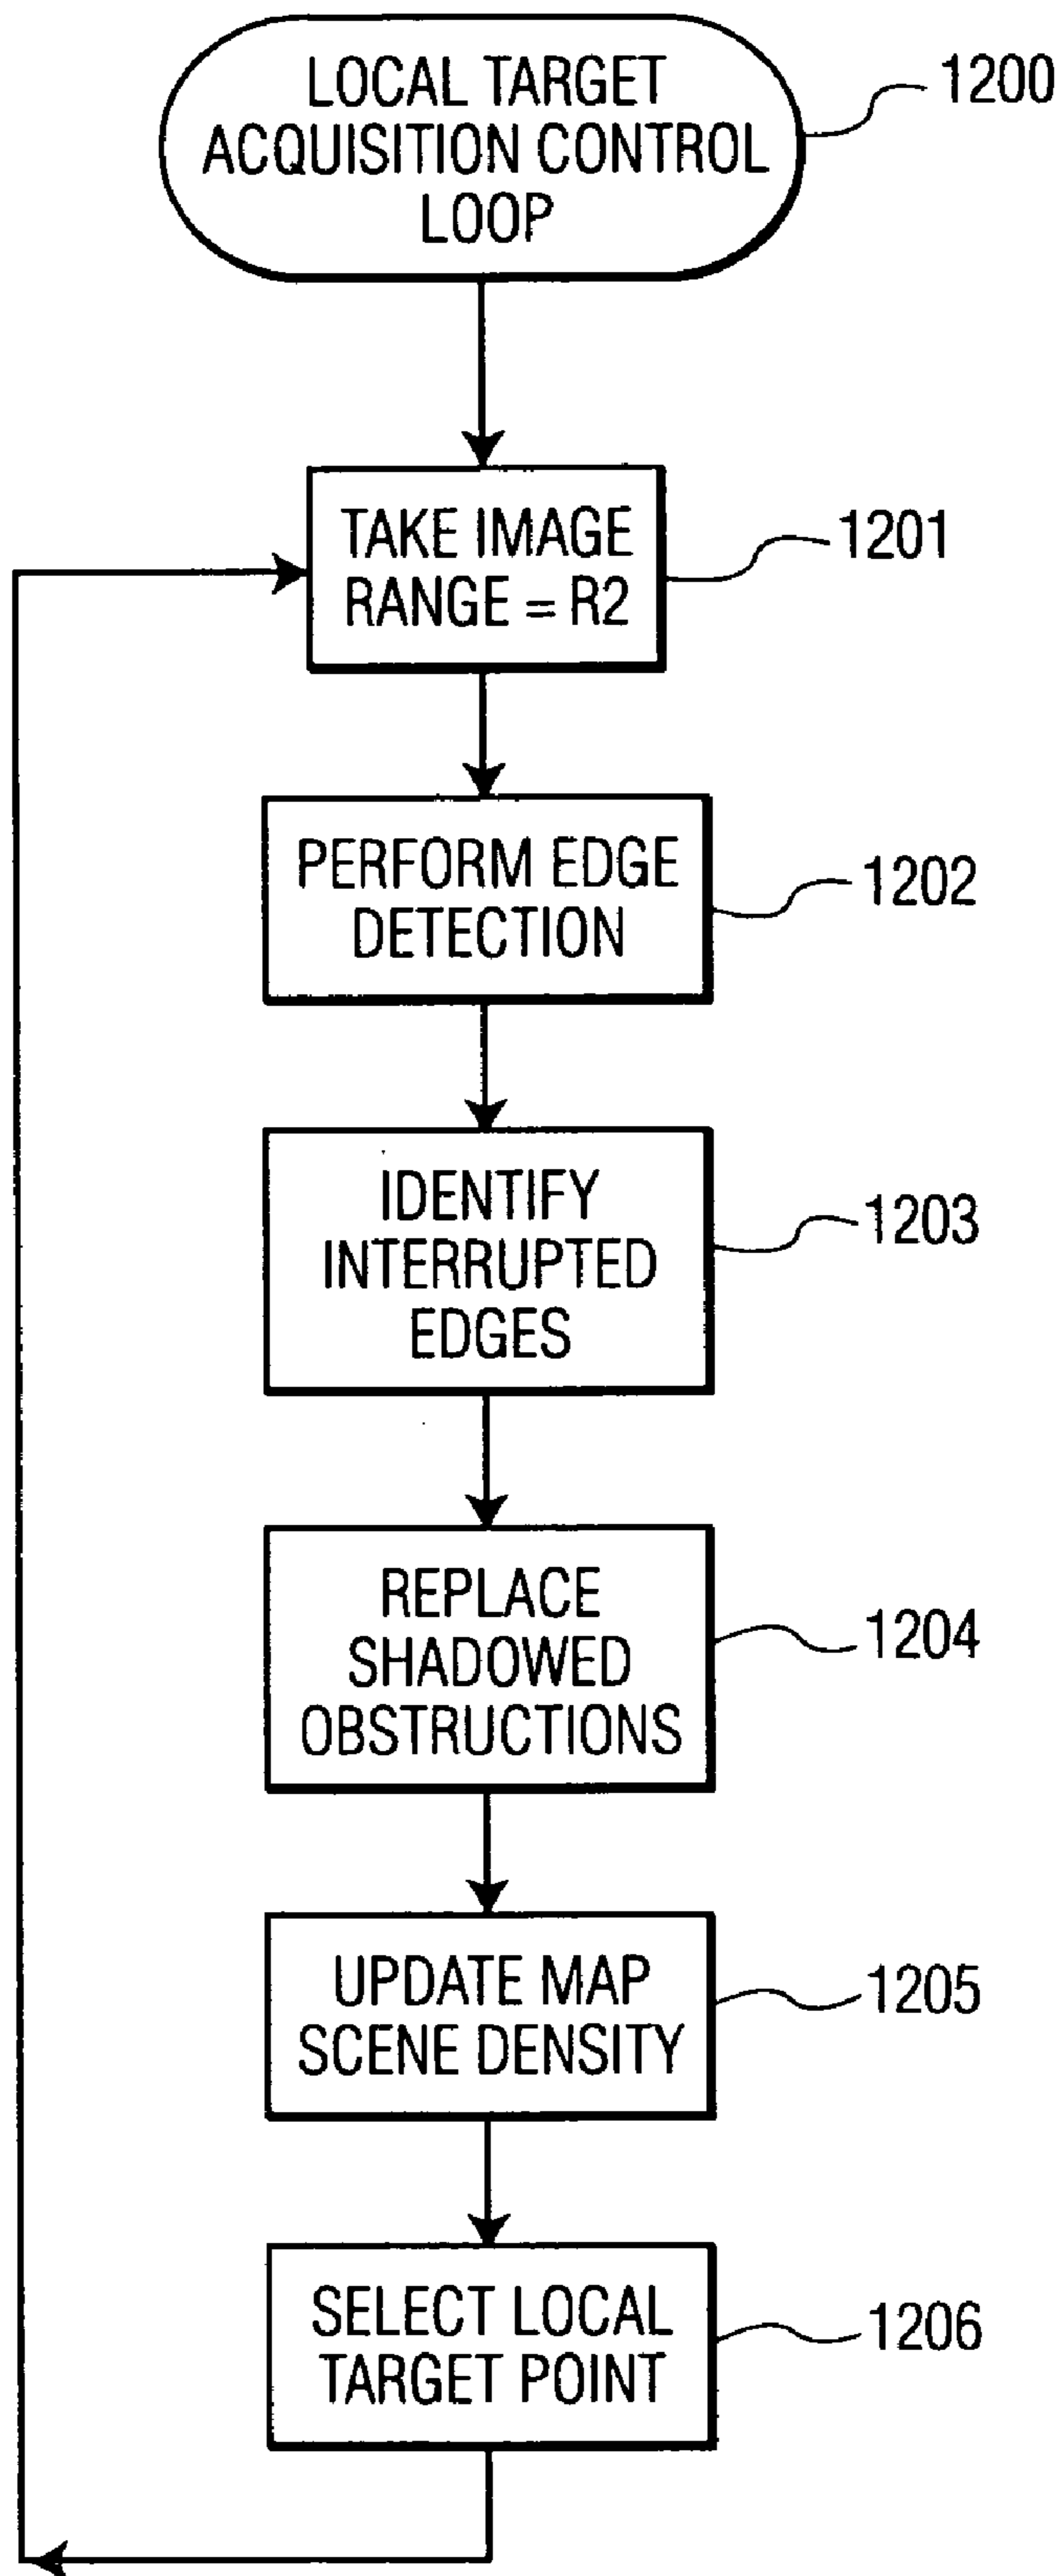 LOCAL TARGET
ACQUISITION CONTROL
LOOP
1200
TAKE IMAGE
RANGE = R2
1201
PERFORM EDGE
DETECTION
1202
IDENTIFY
INTERRUPTED
EDGES
1203
REPLACE
SHADOWED
OBSTRUCTIONS
1204
UPDATE MAP
SCENE DENSITY
1205
SELECT LOCAL
TARGET POINT
1206